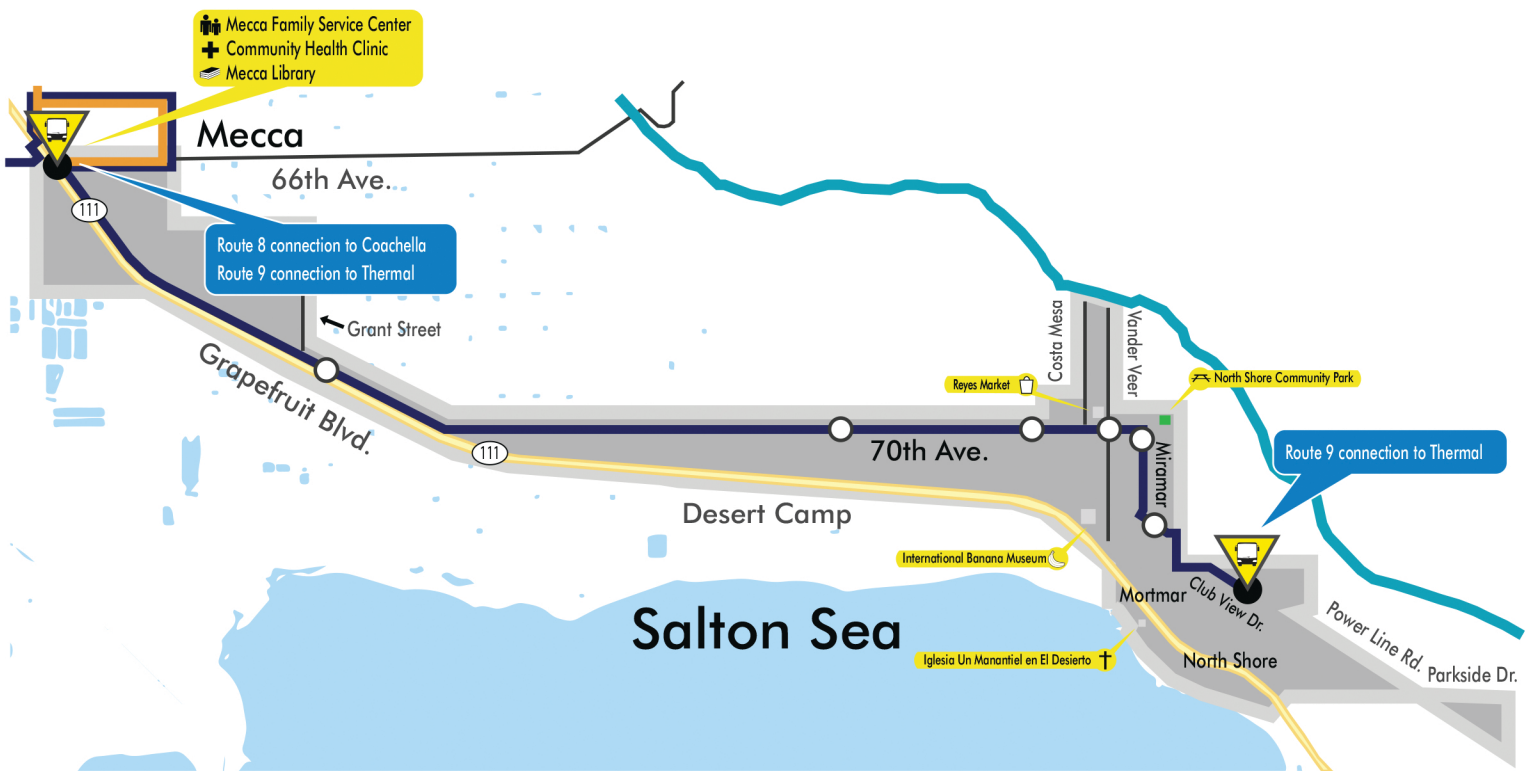 Mecca Family Service Center
Community Health Clinic
Mecca Library
Mecca
66th Ave.
111
Route 8 connection to Coachella
Route 9 connection to Thermal
Grant Street
Grapefruit Blvd.
Costa Mesa
Vander Veer
Reyes Market
North Shore Community Park
111
70th Ave.
Miramar
Route 9 connection to Thermal
Desert Camp
International Banana Museum
Mortmar
Club View Dr.
Salton Sea
Power Line Rd.
Iglesia Un Manantiel en El Desierto
North Shore
Parkside Dr.